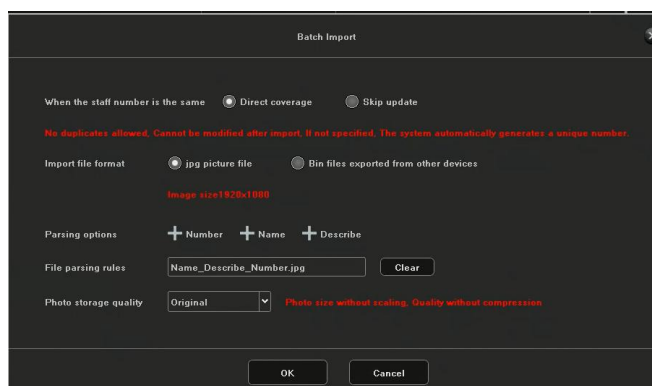 Batch Import
When the staff number is the same Direct coverage Skip update
No duplicates allowed, Cannot be modified after import, If not specified, The system automatically generates a unique number.
Import file format jpg picture file Bin files exported from other devices
Image size1920x1080
Parsing options Number Name Describe
File parsing rules Name_Describe_Number.jpg Clear
Photo storage quality Original Photo size without scaling, Quality without compression
OK Cancel